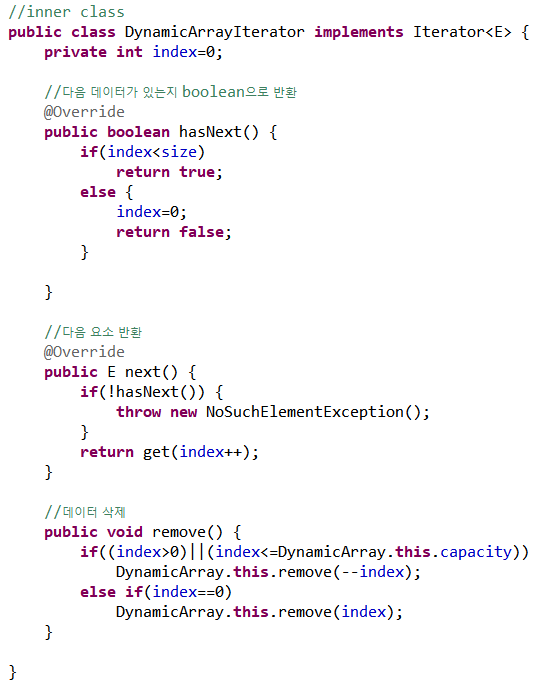 //inner class
public class DynamicArrayIterator implements Iterator<E> {
    private int index=0;

    //다음 데이터가 있는지 boolean으로 반환
    @Override
    public boolean hasNext() {
        if(index<size)
            return true;
        else {
            index=0;
            return false;
        }

    }

    //다음 요소 반환
    @Override
    public E next() {
        if(!hasNext()) {
            throw new NoSuchElementException();
        }
        return get(index++);
    }

    //데이터 삭제
    public void remove() {
        if((index>0)||(index<=DynamicArray.this.capacity))
            DynamicArray.this.remove(--index);
        else if(index==0)
            DynamicArray.this.remove(index);
    }

}